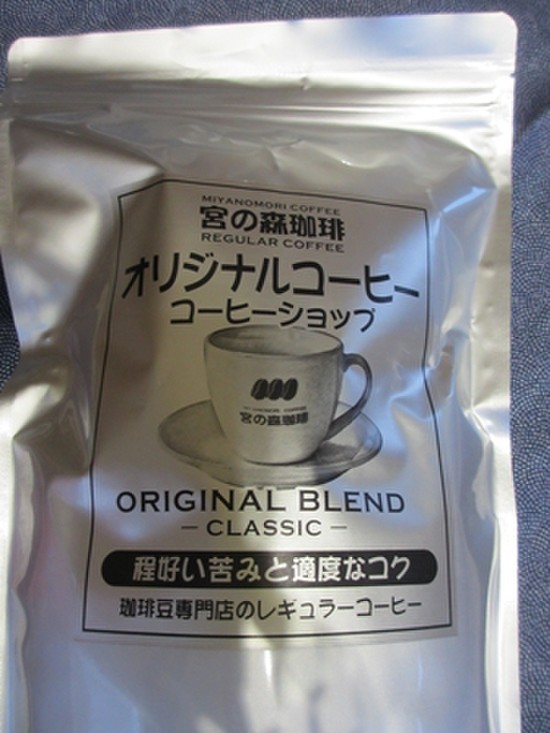 MIYANOMORI COFFEE
宮の森珈琲
REGULAR COFFEE
オリジナルコーヒー
コーヒーショップ
MIYANOMORI COFFEE
宮の森珈琲
ORIGINAL BLEND
– CLASSIC –
程好い苦みと適度なコク
珈琲豆専門店のレギュラーコーヒー